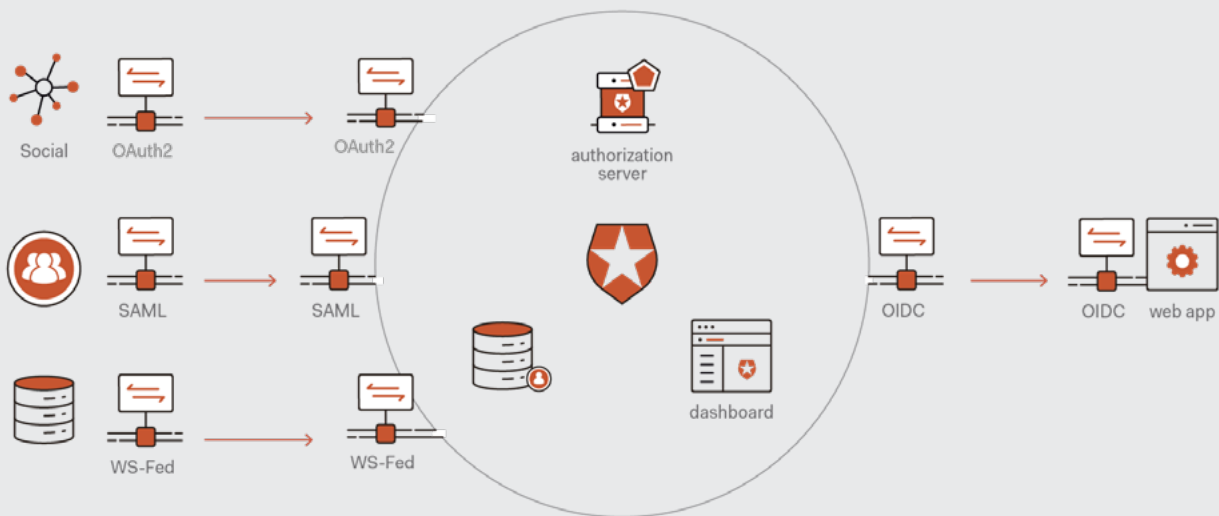 Social
OAuth2
OAuth2
authorization
server
SAML
SAML
OIDC
OIDC
web app
dashboard
WS-Fed
WS-Fed